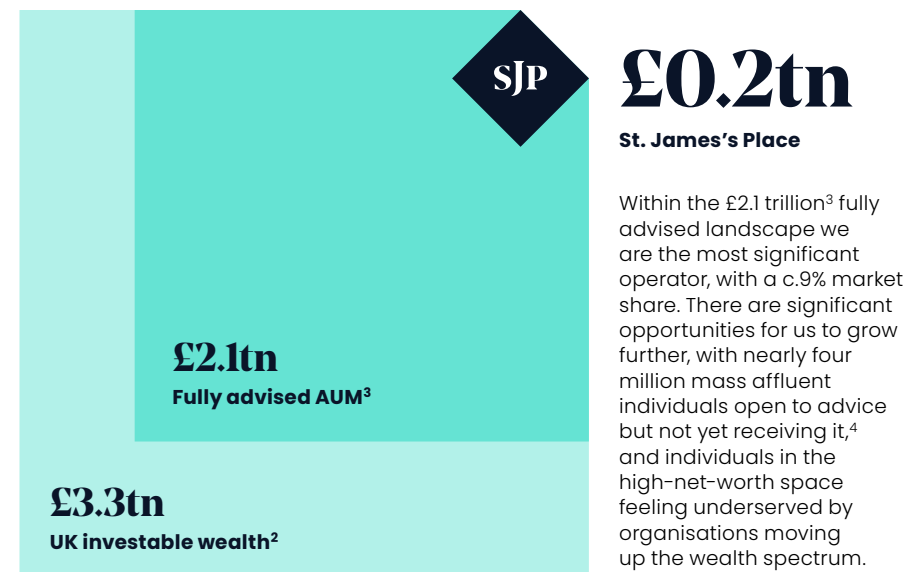 SJP
£0.2tn
St. James’s Place
Within the £2.1 trillion³ fully
advised landscape we
are the most significant
operator, with a c.9% market
share. There are significant
opportunities for us to grow
further, with nearly four
million mass affluent
individuals open to advice
but not yet receiving it,⁴
and individuals in the
high-net-worth space
feeling underserved by
organisations moving
up the wealth spectrum.
£2.1tn
Fully advised AUM³
£3.3tn
UK investable wealth²